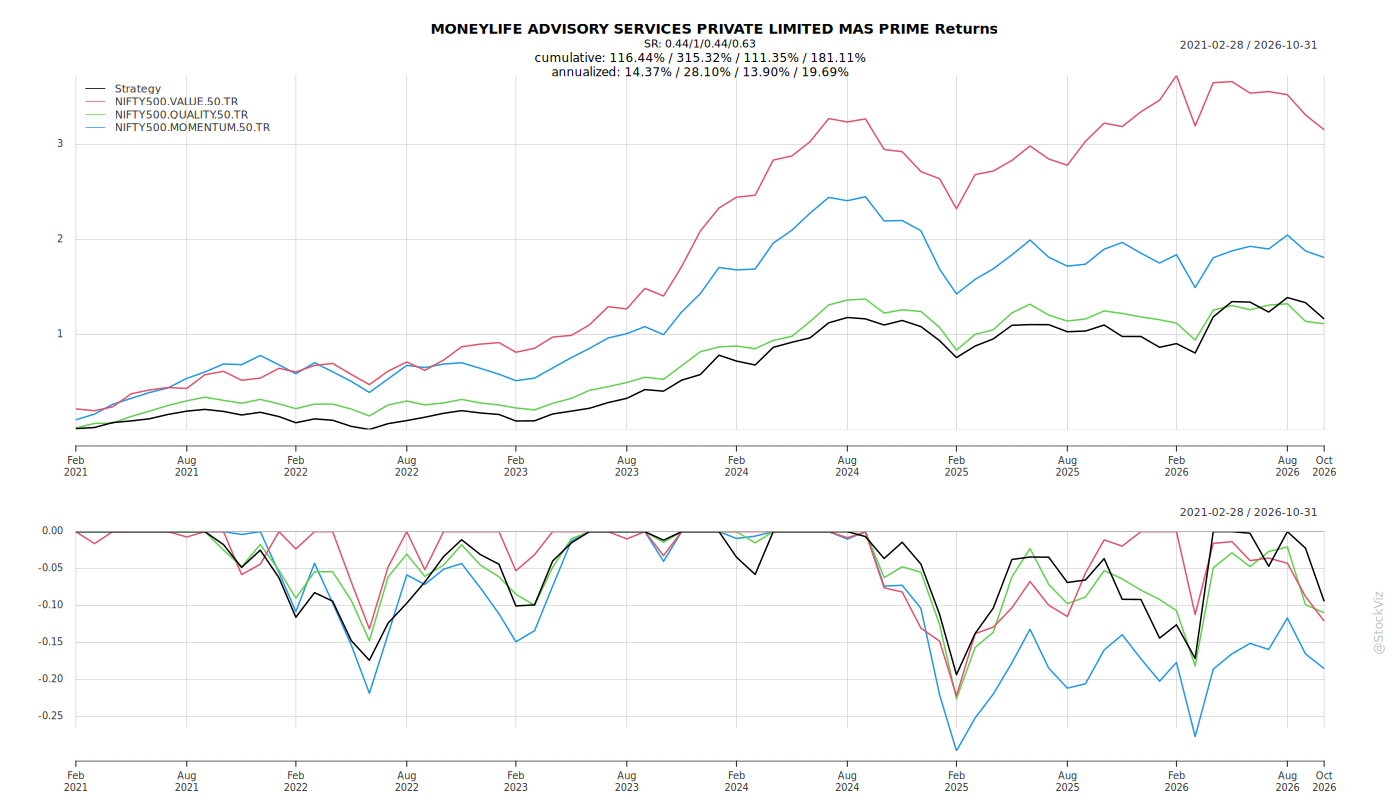 MONEYLIFE ADVISORY SERVICES PRIVATE LIMITED MAS PRIME Returns
SR: 0.44/1/0.44/0.63
cumulative: 116.44% / 315.32% / 111.35% / 181.11%
annualized: 14.37% / 28.10% / 13.90% / 19.69%
2021-02-28 / 2026-10-31
Strategy
NIFTY500.VALUE.50.TR
NIFTY500.QUALITY.50.TR
NIFTY500.MOMENTUM.50.TR
3
2
1
Feb 2021
Aug 2021
Feb 2022
Aug 2022
Feb 2023
Aug 2023
Feb 2024
Aug 2024
Feb 2025
Aug 2025
Feb 2026
Aug 2026
Oct 2026
2021-02-28 / 2026-10-31
0.00
-0.05
-0.10
-0.15
-0.20
-0.25
Feb 2021
Aug 2021
Feb 2022
Aug 2022
Feb 2023
Aug 2023
Feb 2024
Aug 2024
Feb 2025
Aug 2025
Feb 2026
Aug 2026
Oct 2026
@StockViz